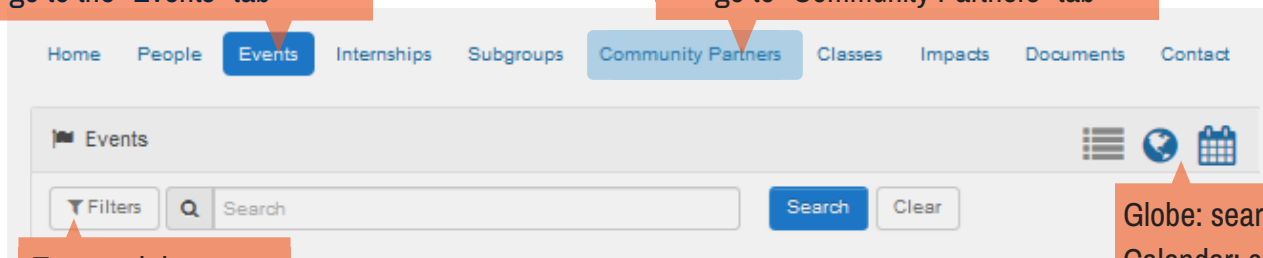 go to the "Events" tab
go to "Community Partners" tab
Home People Events Internships Subgroups Community Partners Classes Impacts Documents Contact
Events
Filters Search Search Clear
Globe: